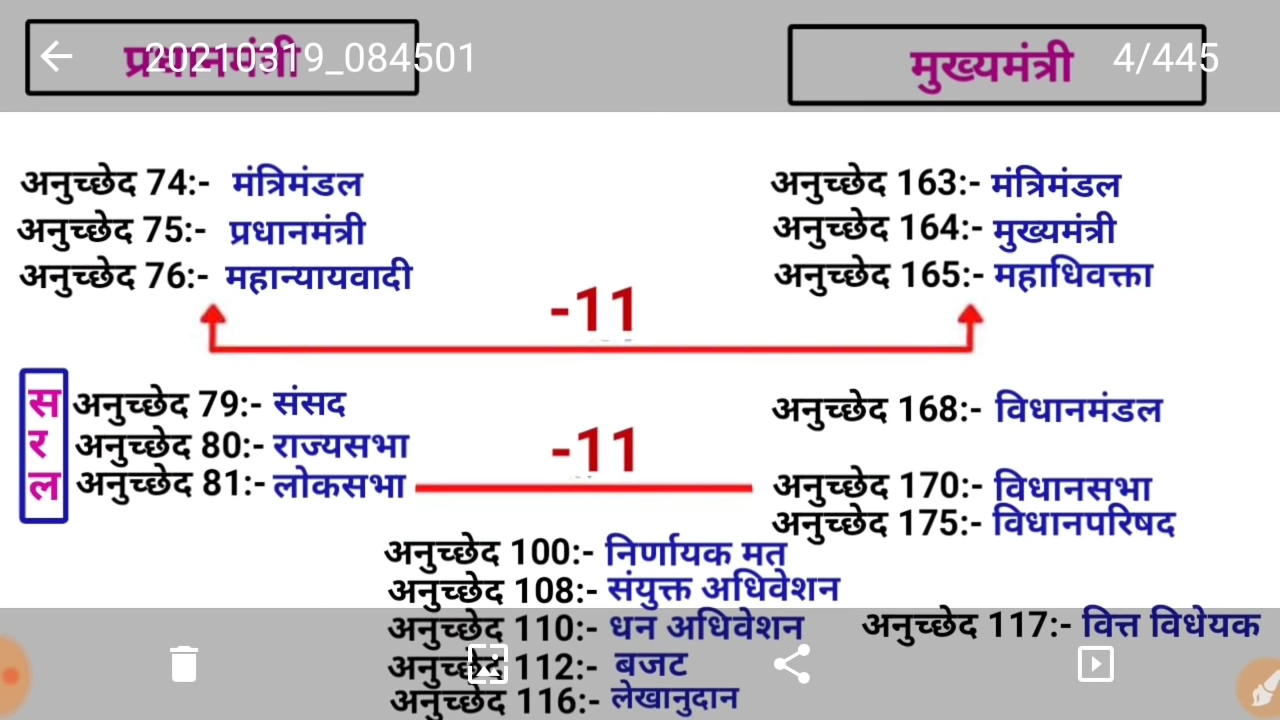 प्रधानमंत्री
20210319_084501
मुख्यमंत्री
4/445
अनुच्छेद 74:- मंत्रिमंडल
अनुच्छेद 75:- प्रधानमंत्री
अनुच्छेद 76:- महान्यायवादी
अनुच्छेद 163:- मंत्रिमंडल
अनुच्छेद 164:- मुख्यमंत्री
अनुच्छेद 165:- महाधिवक्ता
-11
स अनुच्छेद 79:- संसद
र अनुच्छेद 80:- राज्यसभा
ल अनुच्छेद 81:- लोकसभा
-11
अनुच्छेद 168:- विधानमंडल
अनुच्छेद 170:- विधानसभा
अनुच्छेद 175:- विधानपरिषद
अनुच्छेद 100:- निर्णायक मत
अनुच्छेद 108:- संयुक्त अधिवेशन
अनुच्छेद 110:- धन अधिवेशन
अनुच्छेद 112:- बजट
अनुच्छेद 116:- लेखानुदान
अनुच्छेद 117:- वित्त विधेयक